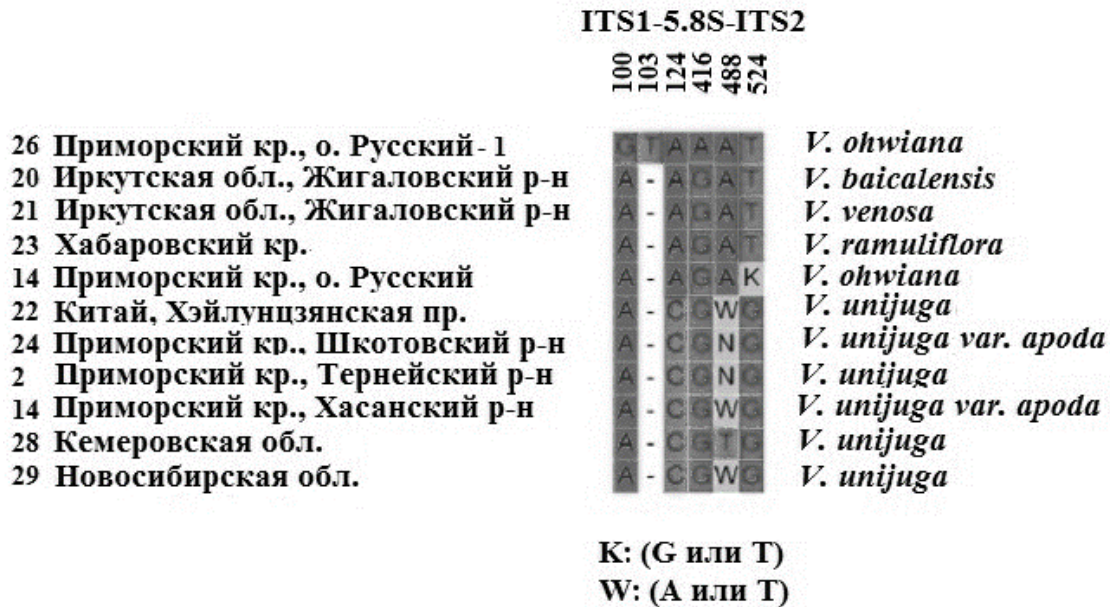 ITS1-5.8S-ITS2
100 103 124 416 488 524
26 Приморский кр., о. Русский- 1 G T A A A T V. ohwiana
20 Иркутская обл., Жигаловский р-н A - A G A T V. baicalensis
21 Иркутская обл., Жигаловский р-н A - A G A T V. venosa
23 Хабаровский кр. A - A G A T V. ramuliflora
14 Приморский кр., о. Русский A - A G A K V. ohwiana
22 Китай, Хэйлунцзянская пр. A - C G W G V. unijuga
24 Приморский кр., Шкотовский р-н A - C G N G V. unijuga var. apoda
2 Приморский кр., Тернейский р-н A - C G N G V. unijuga
14 Приморский кр., Хасанский р-н A - C G W G V. unijuga var. apoda
28 Кемеровская обл. A - C G T G V. unijuga
29 Новосибирская обл. A - C G W G V. unijuga
K: (G или T)
W: (A или T)